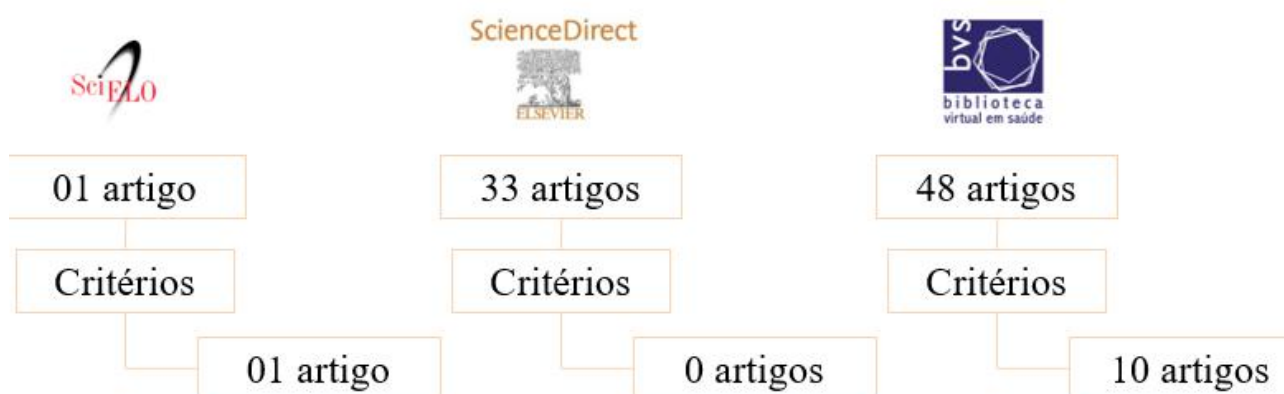 SciELO
ScienceDirect
ELSEVIER
bvs
biblioteca
virtual em saúde
01 artigo
33 artigos
48 artigos
Critérios
Critérios
Critérios
01 artigo
0 artigos
10 artigos